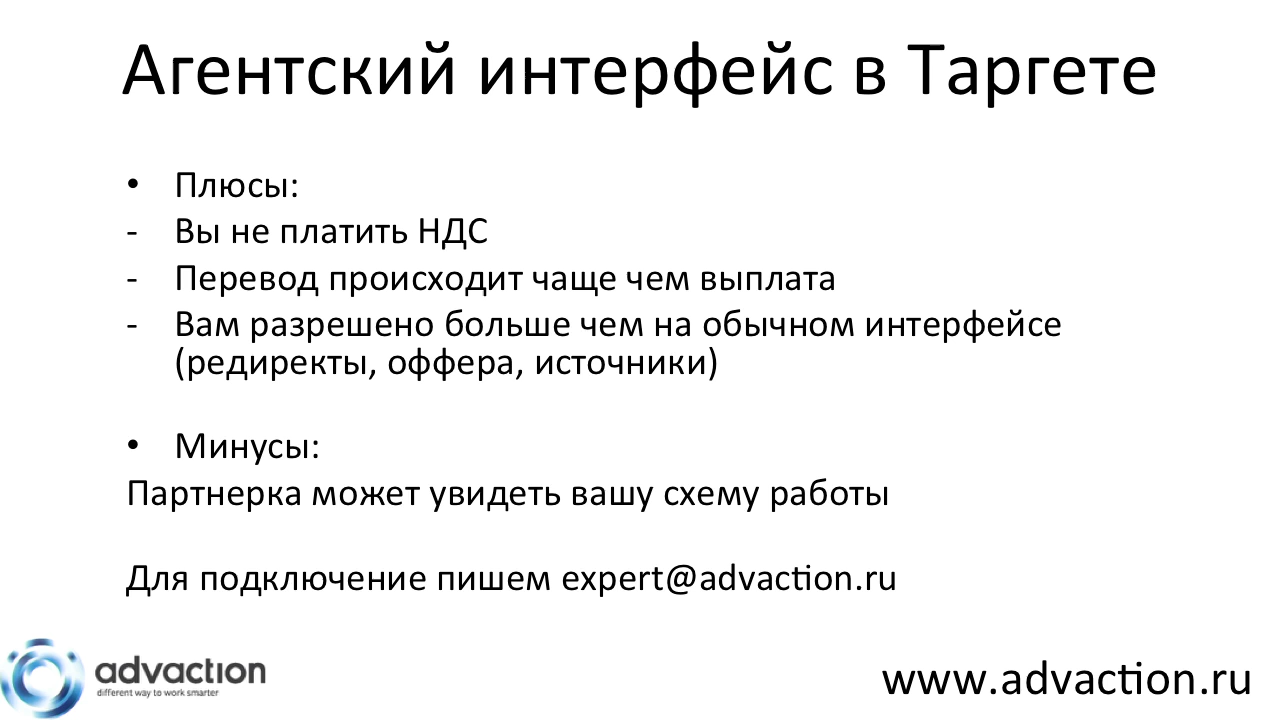 Агентский интерфейс в Таргете
• Плюсы:
- Вы не платить НДС
- Перевод происходит чаще чем выплата
- Вам разрешено больше чем на обычном интерфейсе
(редиректы, оффера, источники)
• Минусы:
Партнерка может увидеть вашу схему работы
Для подключение пишем expert@advaction.ru
advaction
different way to work smarter
www.advaction.ru